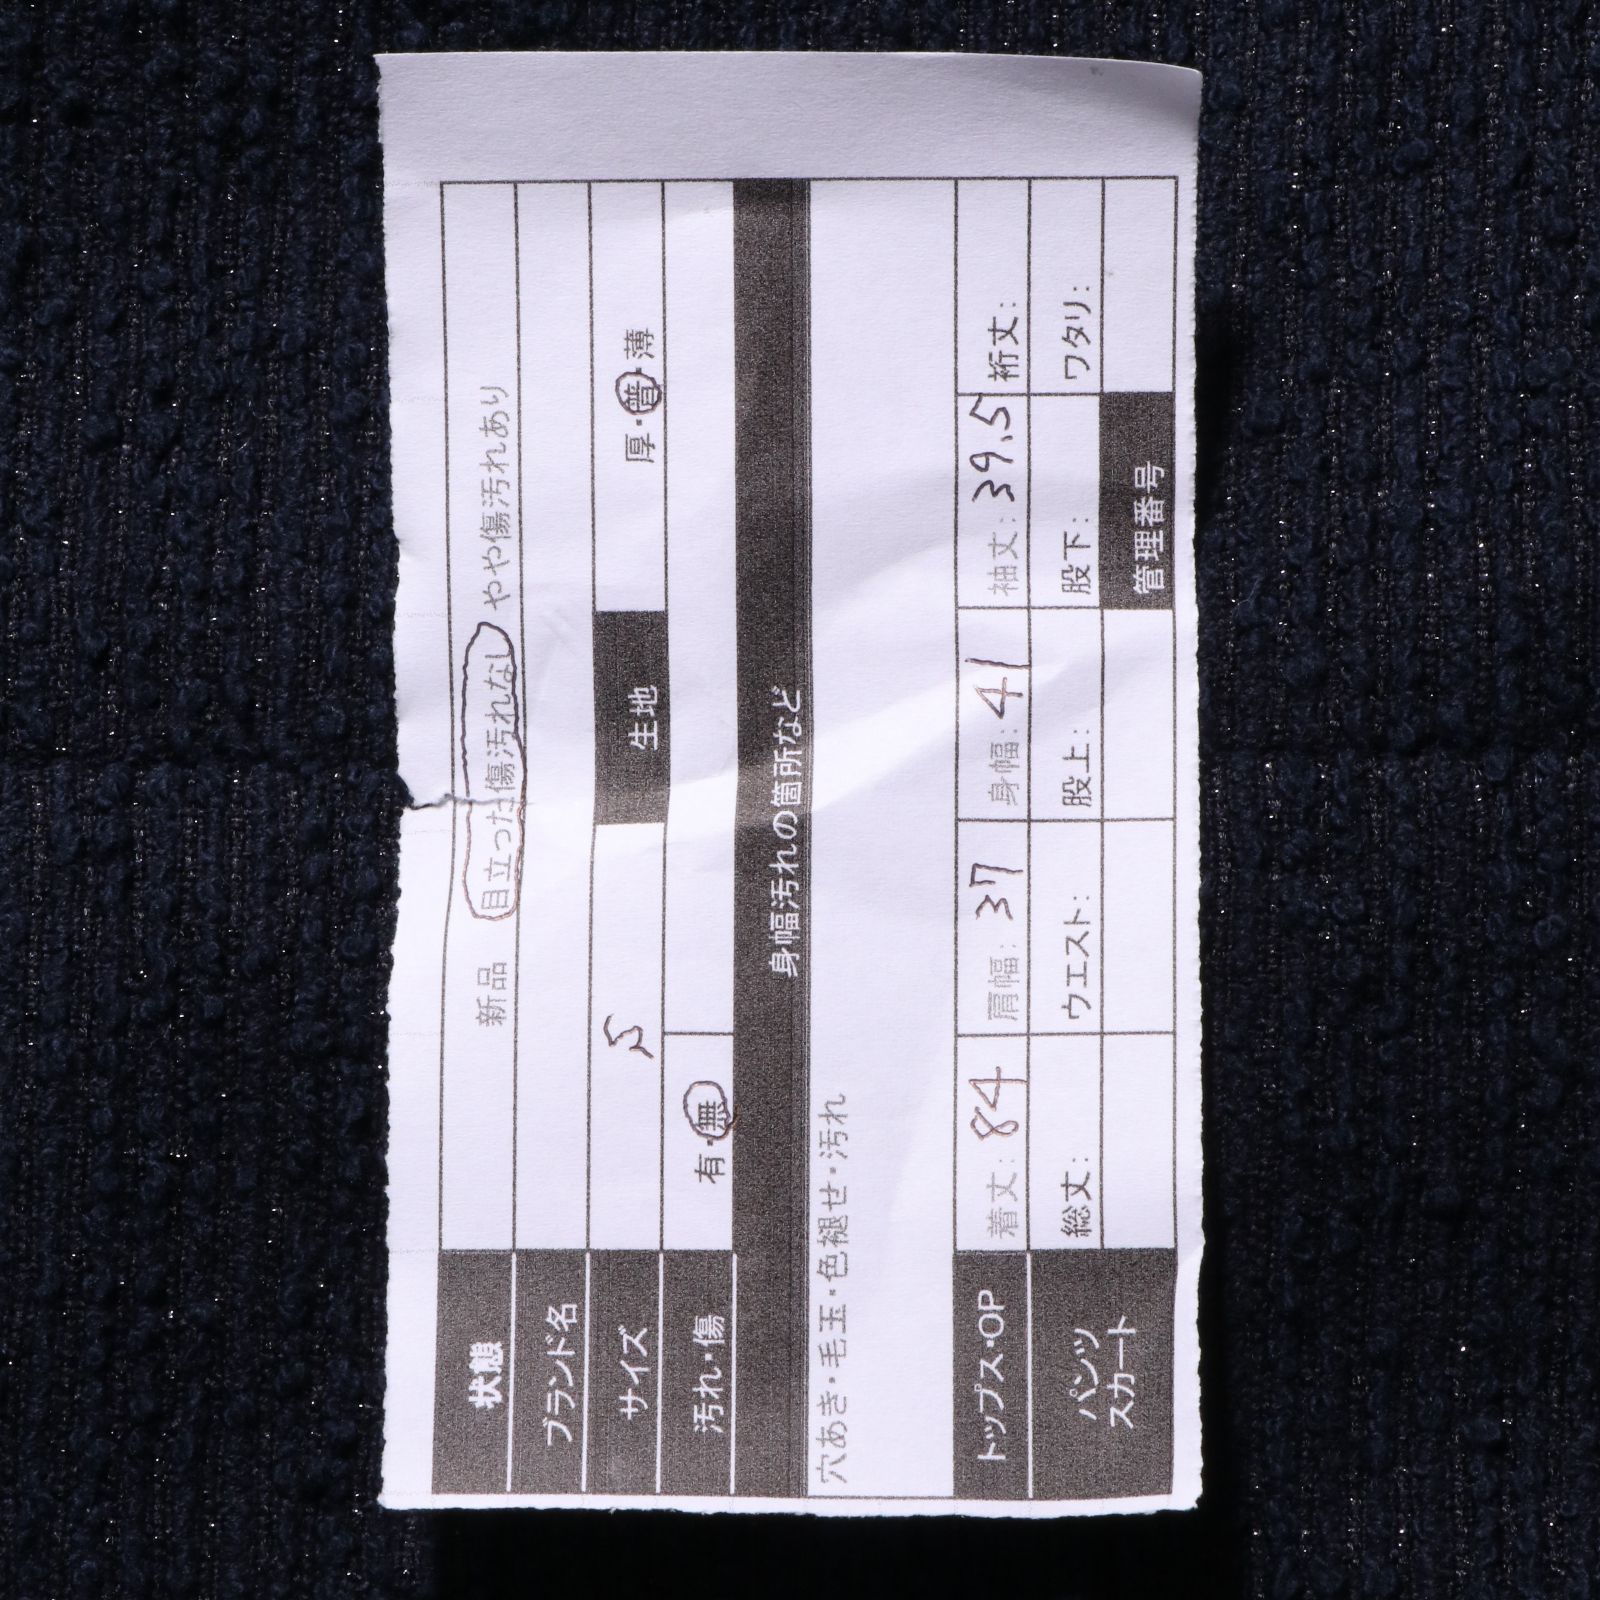 状態 新品 目立った傷汚れなし やや傷汚れあり
ブランド名
サイズ 5 生地 厚・普・薄
汚れ・傷 有・無
身幅汚れの箇所など
穴あき・毛玉・色褪せ・汚れ
トップス・OP 着丈: 84 肩幅: 37 身幅: 41 袖丈: 39.5 裄丈:
パンツ スカート 総丈: ウエスト: 股上: 股下: ワタリ:
管理番号